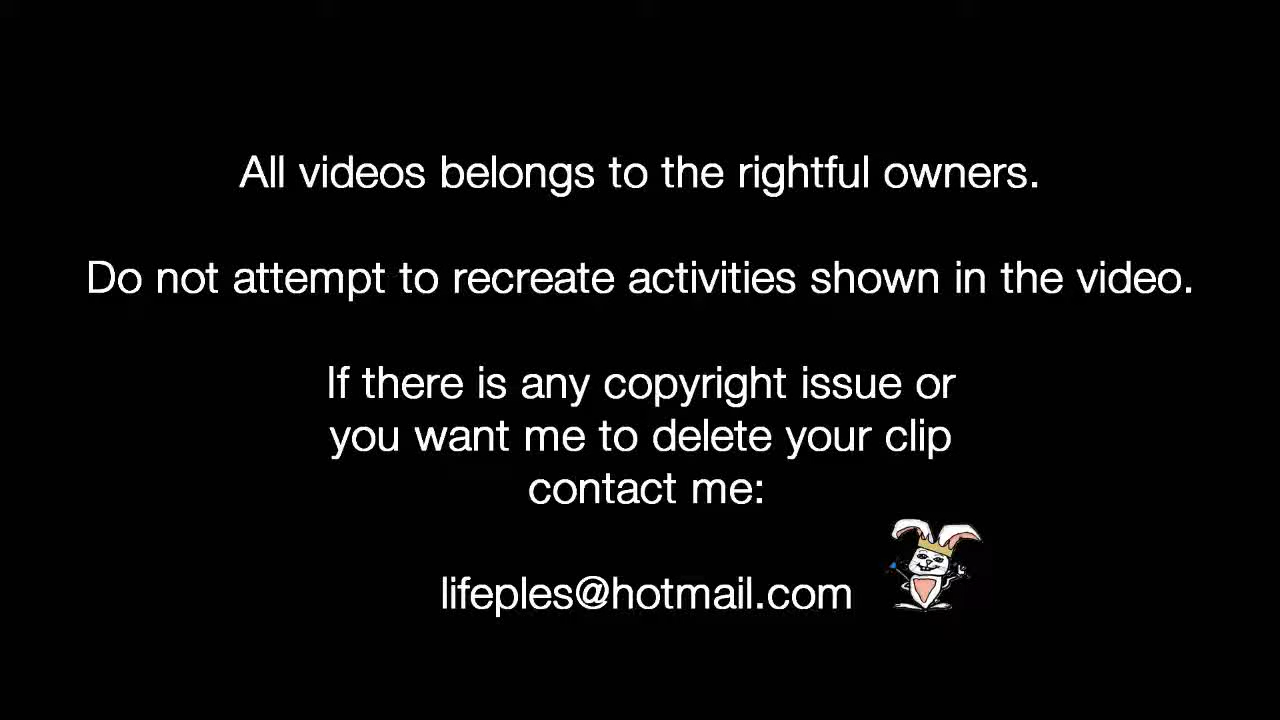 All videos belongs to the rightful owners.
Do not attempt to recreate activities shown in the video.
If there is any copyright issue or
you want me to delete your clip
contact me:
lifeples@hotmail.com